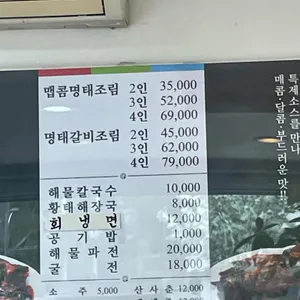 맵콤명태조림 2인 35,000
3인 52,000
4인 69,000
명태갈비조림 2인 45,000
3인 62,000
4인 79,000
해물칼국수 10,000
황태해장국 8,000
회냉면 12,000
공기밥 1,000
해물파전 20,000
굴전 18,000
소주 5,000 산사춘 12,000
특제소스를 만나
매콤·달콤·부드러운 맛!!